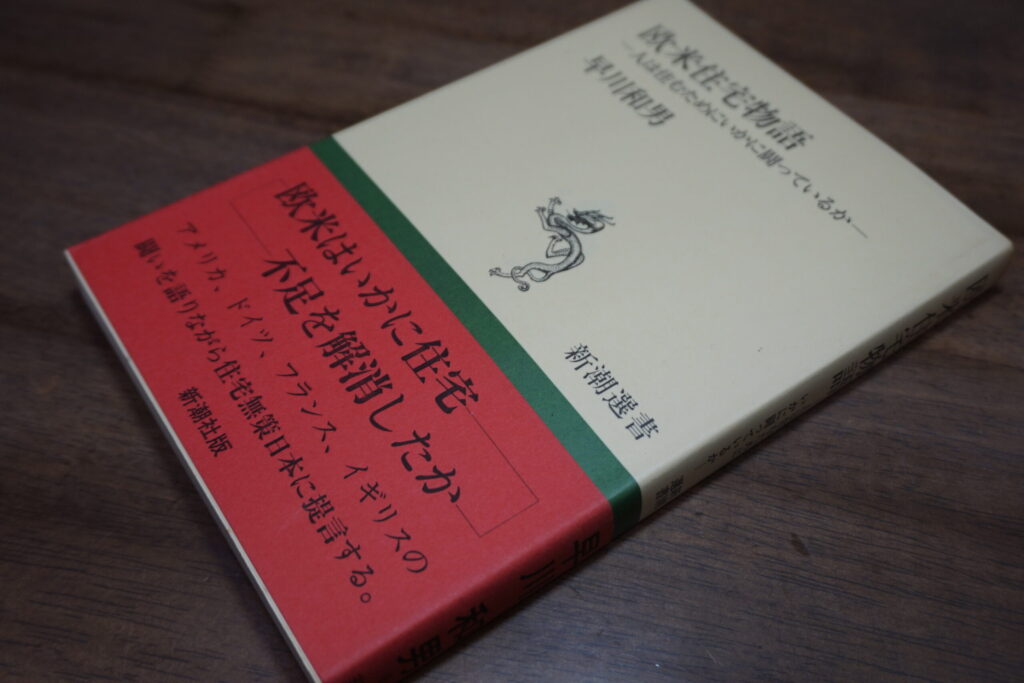 欧米住宅物語
―人は住むためにいかに闘っているか―
早川和男
新潮選書
欧米はいかに住宅
不足を解消したか
アメリカ、ドイツ、フランス、イギリスの
闘いを語りながら住宅無策日本に提言する。
新潮社版
早川和男